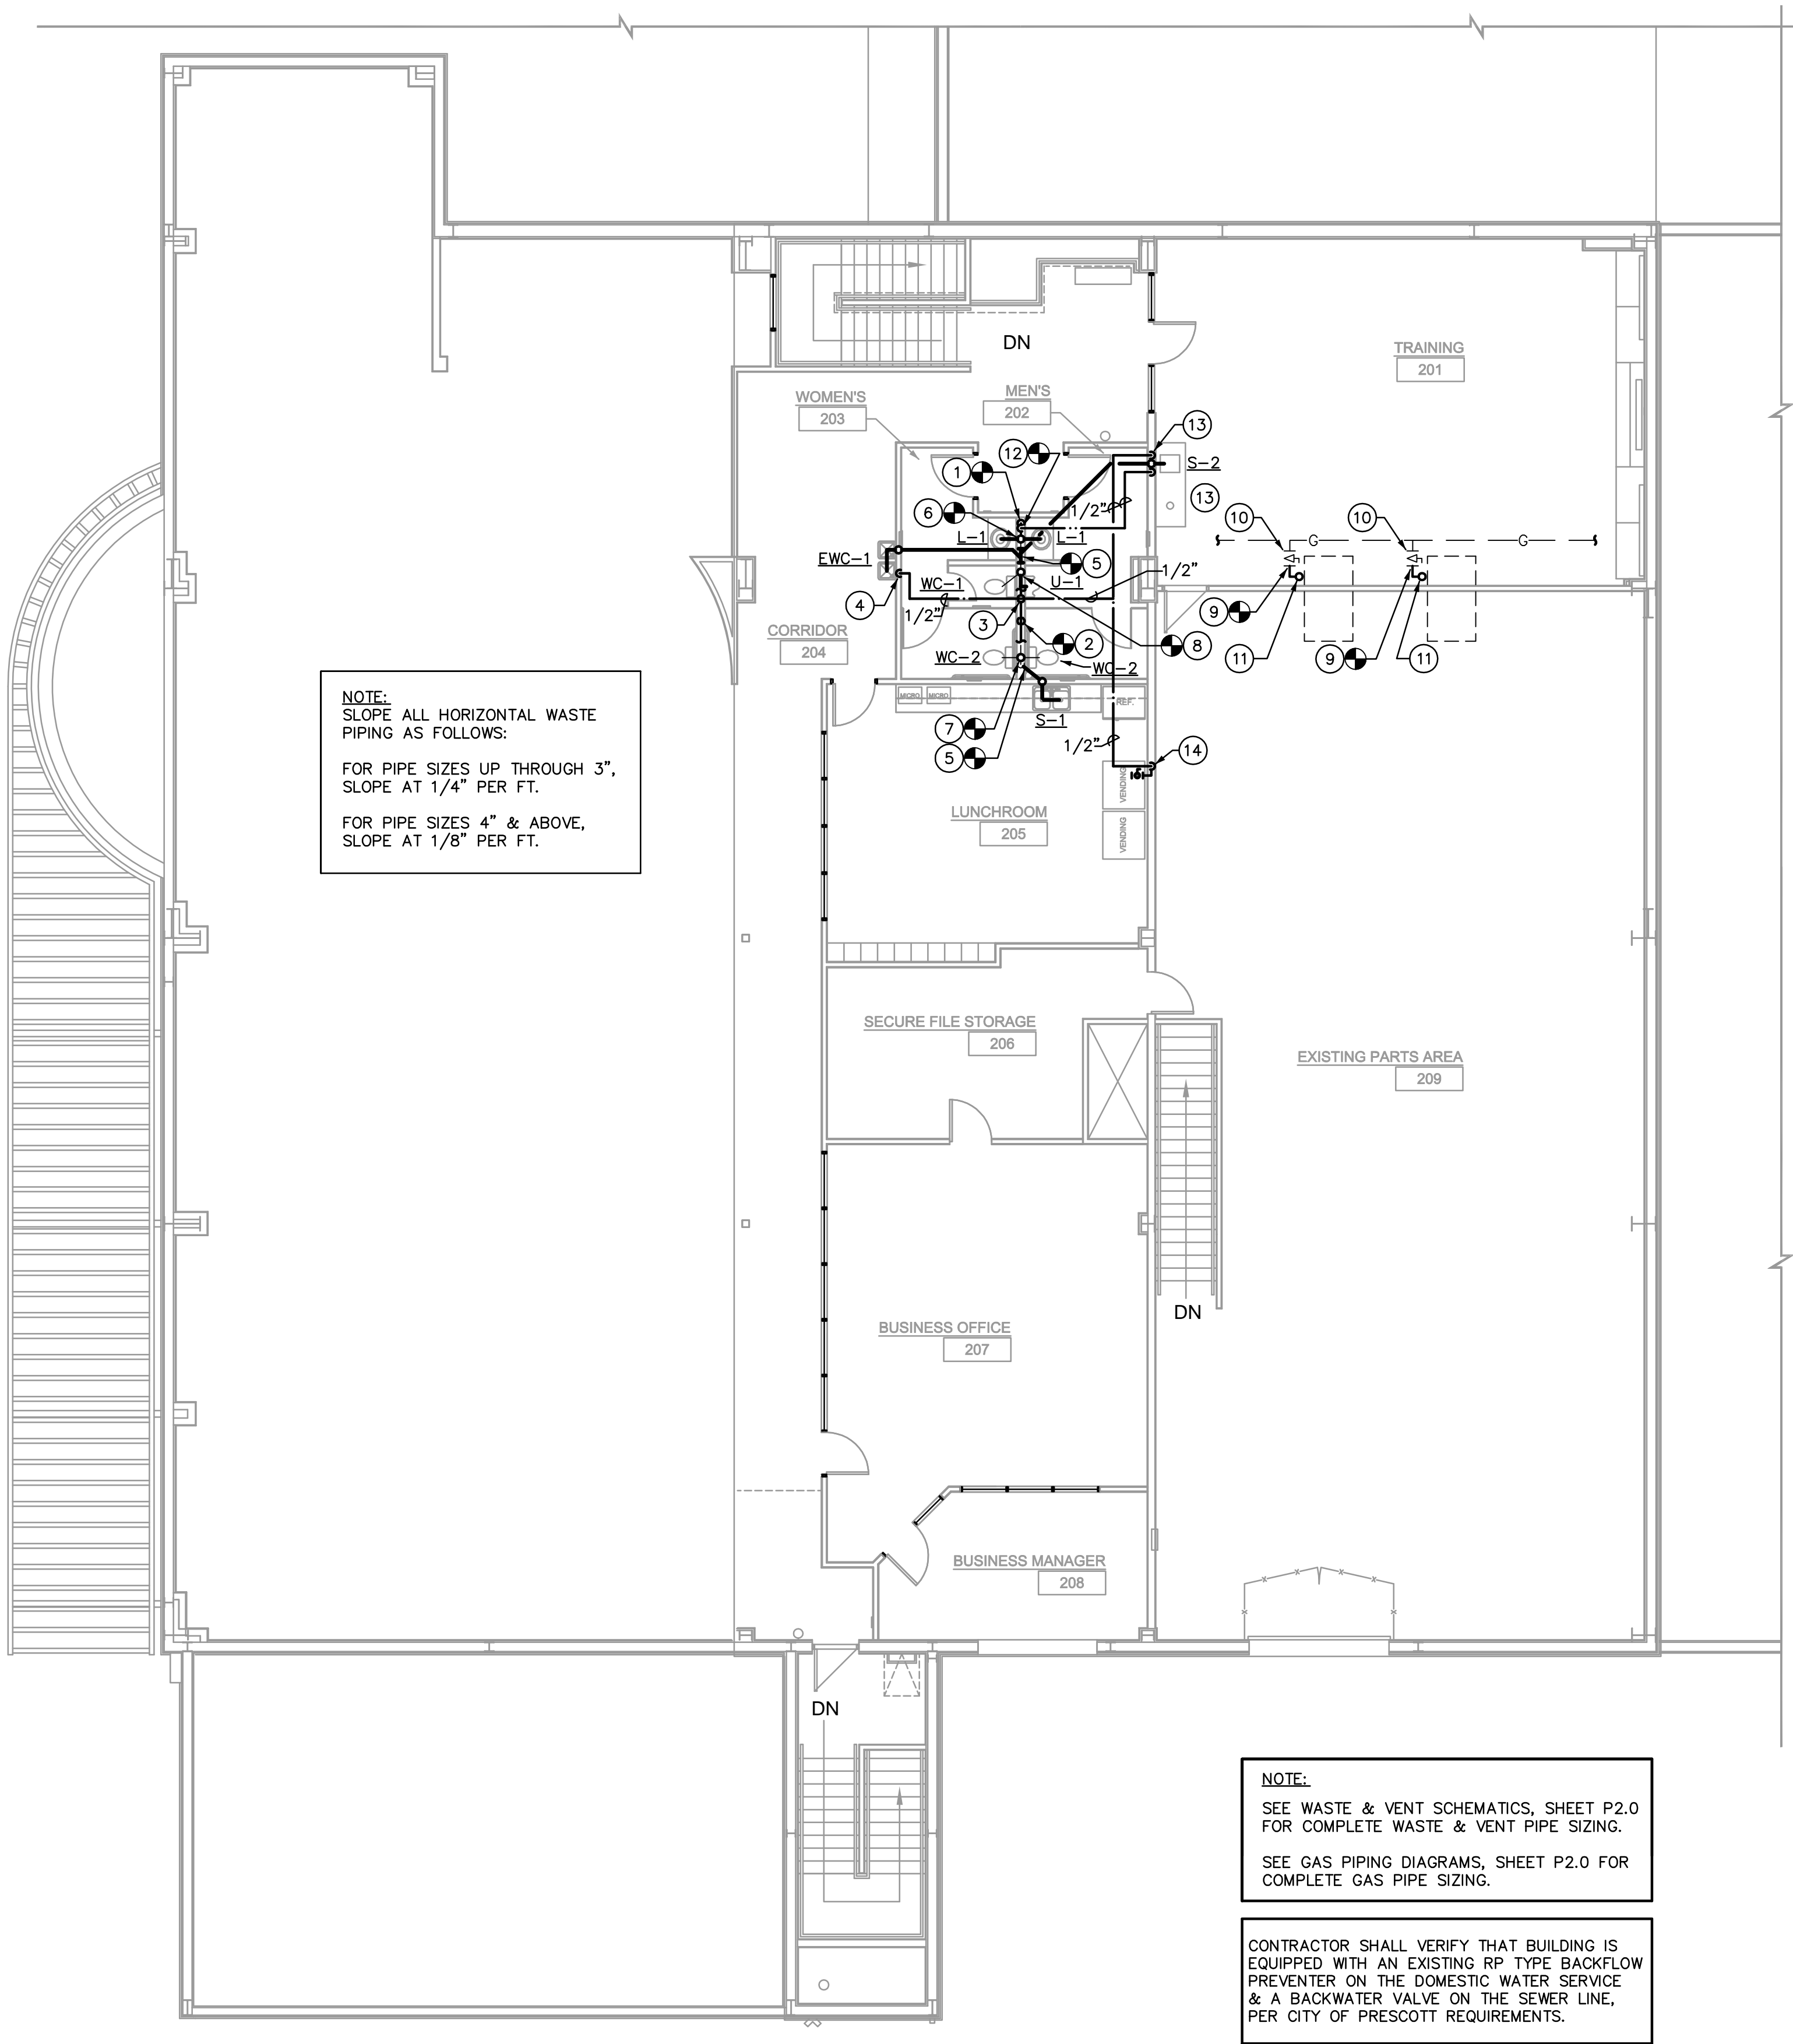 DN
TRAINING
201
WOMEN'S
203
MEN'S
202
13
12
1
S-2
13
1/2"
6
10
10
L-1
L-1
G
G
EWC-1
5
WC-1
U-1
1/2"
4
1/2"
3
9
2
8
CORRIDOR
204
WC-2
WC-2
11
9
11
MICRO
MICRO
REF.
S-1
7
5
1/2"
14
VENDING
VENDING
LUNCHROOM
205
NOTE:
SLOPE ALL HORIZONTAL WASTE
PIPING AS FOLLOWS:
FOR PIPE SIZES UP THROUGH 3",
SLOPE AT 1/4" PER FT.
FOR PIPE SIZES 4" & ABOVE,
SLOPE AT 1/8" PER FT.
SECURE FILE STORAGE
206
EXISTING PARTS AREA
209
DN
BUSINESS OFFICE
207
BUSINESS MANAGER
208
DN
NOTE:
SEE WASTE & VENT SCHEMATICS, SHEET P2.0
FOR COMPLETE WASTE & VENT PIPE SIZING.
SEE GAS PIPING DIAGRAMS, SHEET P2.0 FOR
COMPLETE GAS PIPE SIZING.
CONTRACTOR SHALL VERIFY THAT BUILDING IS
EQUIPPED WITH AN EXISTING RP TYPE BACKFLOW
PREVENTER ON THE DOMESTIC WATER SERVICE
& A BACKWATER VALVE ON THE SEWER LINE,
PER CITY OF PRESCOTT REQUIREMENTS.